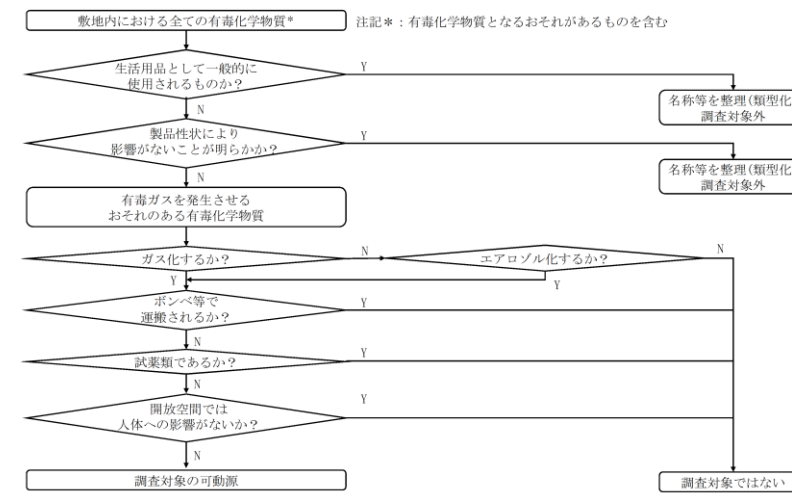 敷地内における全ての有毒化学物質*
注記*：有毒化学物質となるおそれがあるものを含む
生活用品として一般的に
使用されるものか？
Y
N
名称等を整理(類型化
調査対象外
製品性状により
影響がないことが明らかか？
Y
N
名称等を整理(類型化
調査対象外
有毒ガスを発生させる
おそれのある有毒化学物質
ガス化するか？
N
エアロゾル化するか？
N
Y
Y
ボンベ等で
運搬されるか？
Y
N
試薬類であるか？
Y
N
開放空間では
人体への影響がないか？
Y
N
調査対象の可動源
調査対象ではない